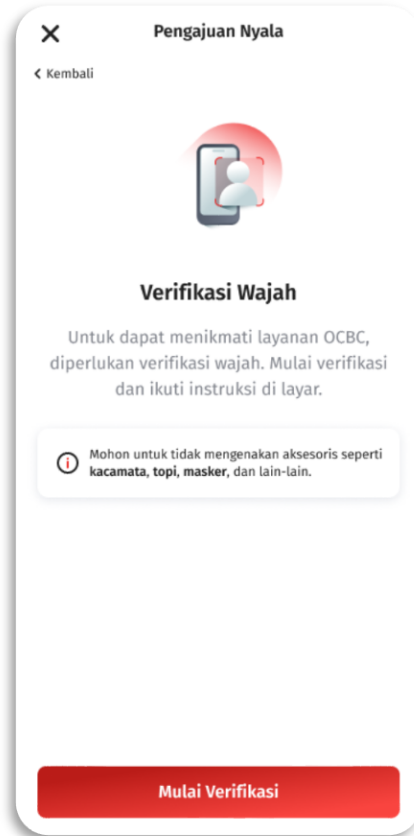 Pengajuan Nyala
Kembali
Verifikasi Wajah
Untuk dapat menikmati layanan OCBC,
diperlukan verifikasi wajah. Mulai verifikasi
dan ikuti instruksi di layar.
Mohon untuk tidak mengenakan aksesoris seperti
kacamata, topi, masker, dan lain-lain.
Mulai Verifikasi